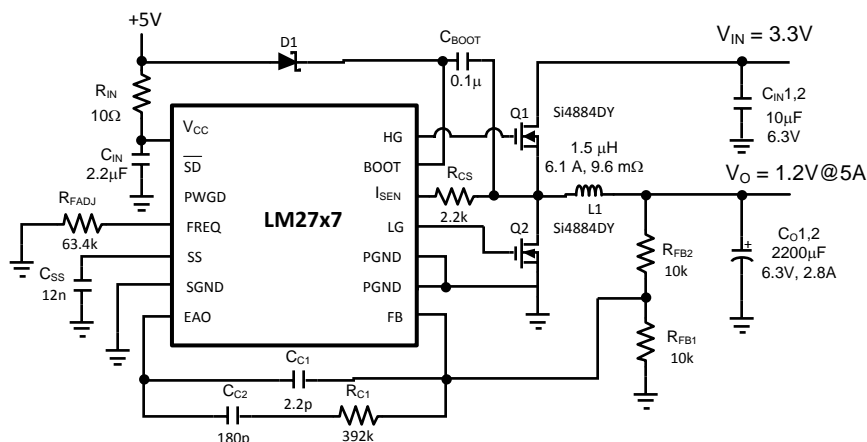 +5V
D1
C_BOOT
0.1µ
V_IN = 3.3V
R_IN
10Ω
C_IN
2.2µF
Q1
Si4884DY
C_IN1,2
10µF
6.3V
V_CC
SD
PWGD
FREQ
SS
SGND
EAO
LM27x7
HG
BOOT
I_SEN
LG
PGND
PGND
FB
R_FADJ
63.4k
C_SS
12n
R_CS
2.2k
1.5 µH
6.1 A, 9.6 mΩ
L1
V_O = 1.2V@5A
Q2
Si4884DY
R_FB2
10k
C_O1,2
2200µF
6.3V, 2.8A
+
R_FB1
10k
C_C1
2.2p
C_C2
180p
R_C1
392k